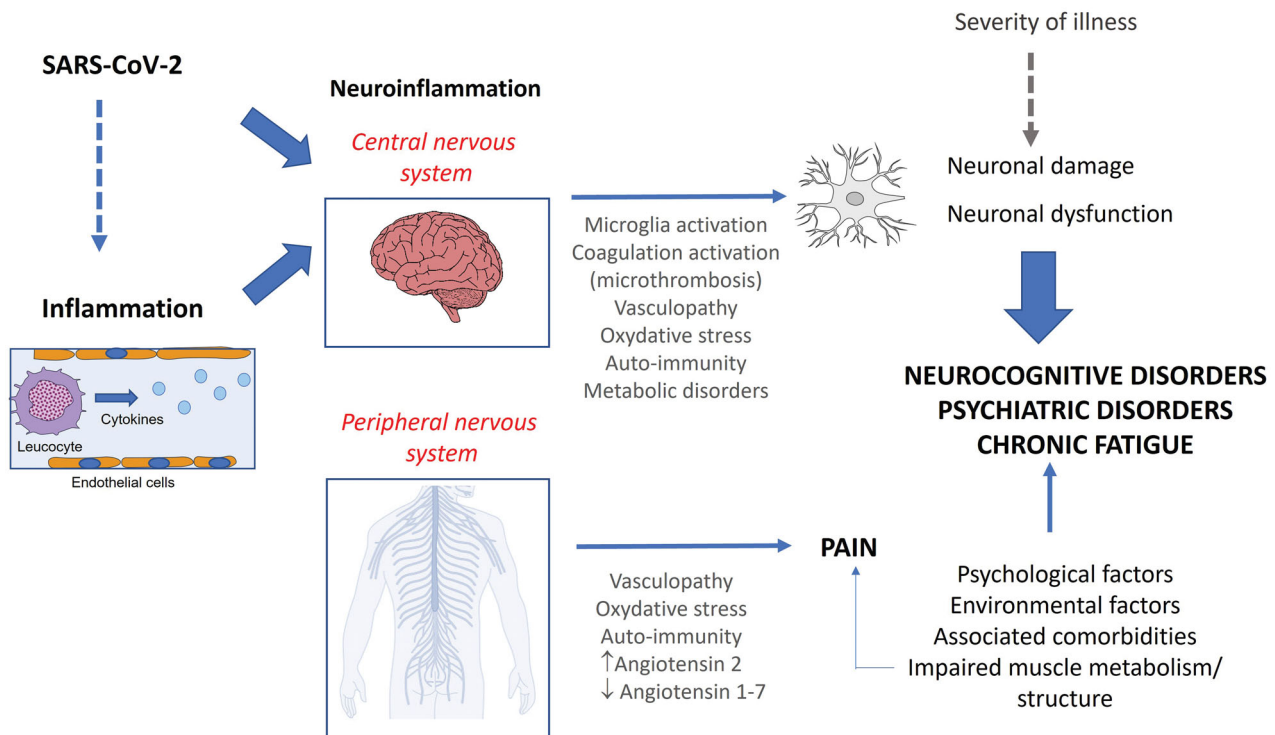 SARS-CoV-2
Inflammation
Cytokines
Leucocyte
Endothelial cells
Neuroinflammation
Central nervous
system
Peripheral nervous
system
Microglia activation
Coagulation activation
(microthrombosis)
Vasculopathy
Oxydative stress
Auto-immunity
Metabolic disorders
Vasculopathy
Oxydative stress
Auto-immunity
↑Angiotensin 2
↓ Angiotensin 1-7
Severity of illness
Neuronal damage
Neuronal dysfunction
NEUROCOGNITIVE DISORDERS
PSYCHIATRIC DISORDERS
CHRONIC FATIGUE
PAIN
Psychological factors
Environmental factors
Associated comorbidities
Impaired muscle metabolism/
structure